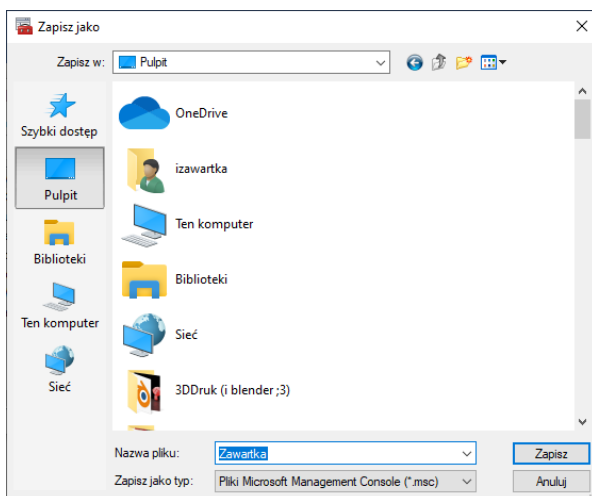 Zapisz jako
Zapisz w: Pulpit
Szybki dostęp
Pulpit
Biblioteki
Ten komputer
Sieć
OneDrive
izawartka
Ten komputer
Biblioteki
Sieć
3DDruk (i blender ;3)
Nazwa pliku: Zawartka
Zapisz
Zapisz jako typ: Pliki Microsoft Management Console (*.msc)
Anuluj